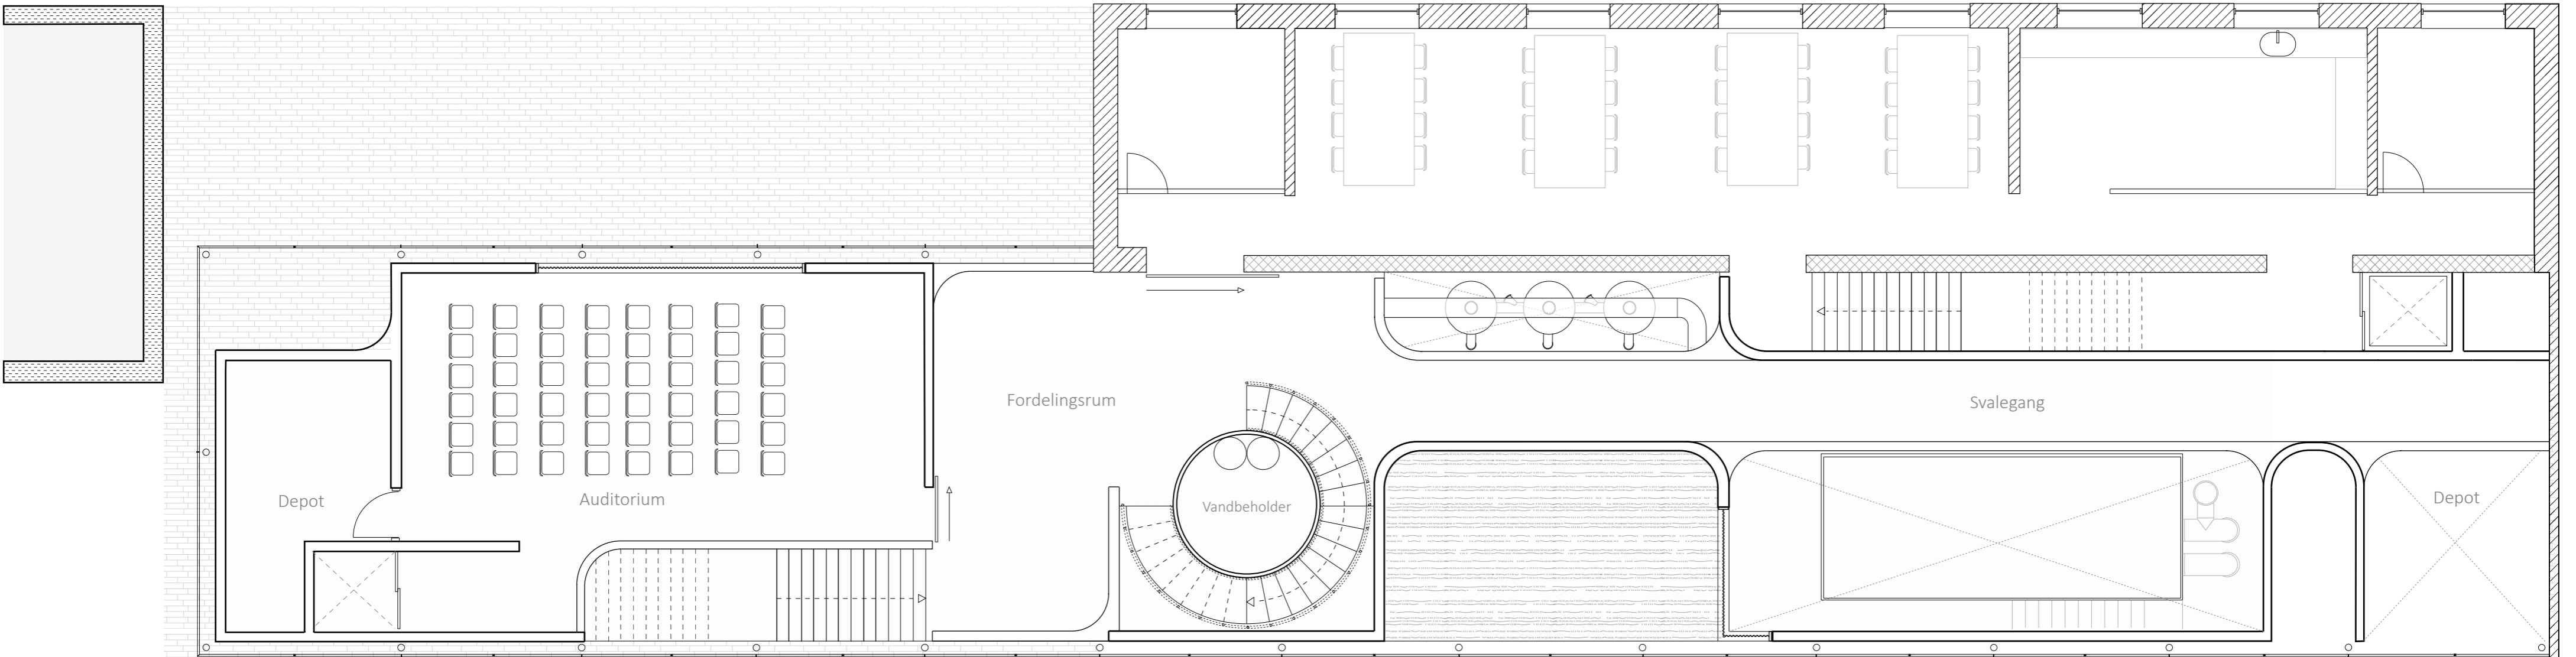 Fordelingsrum
Svalegang
Depot
Auditorium
Vandbeholder
Depot